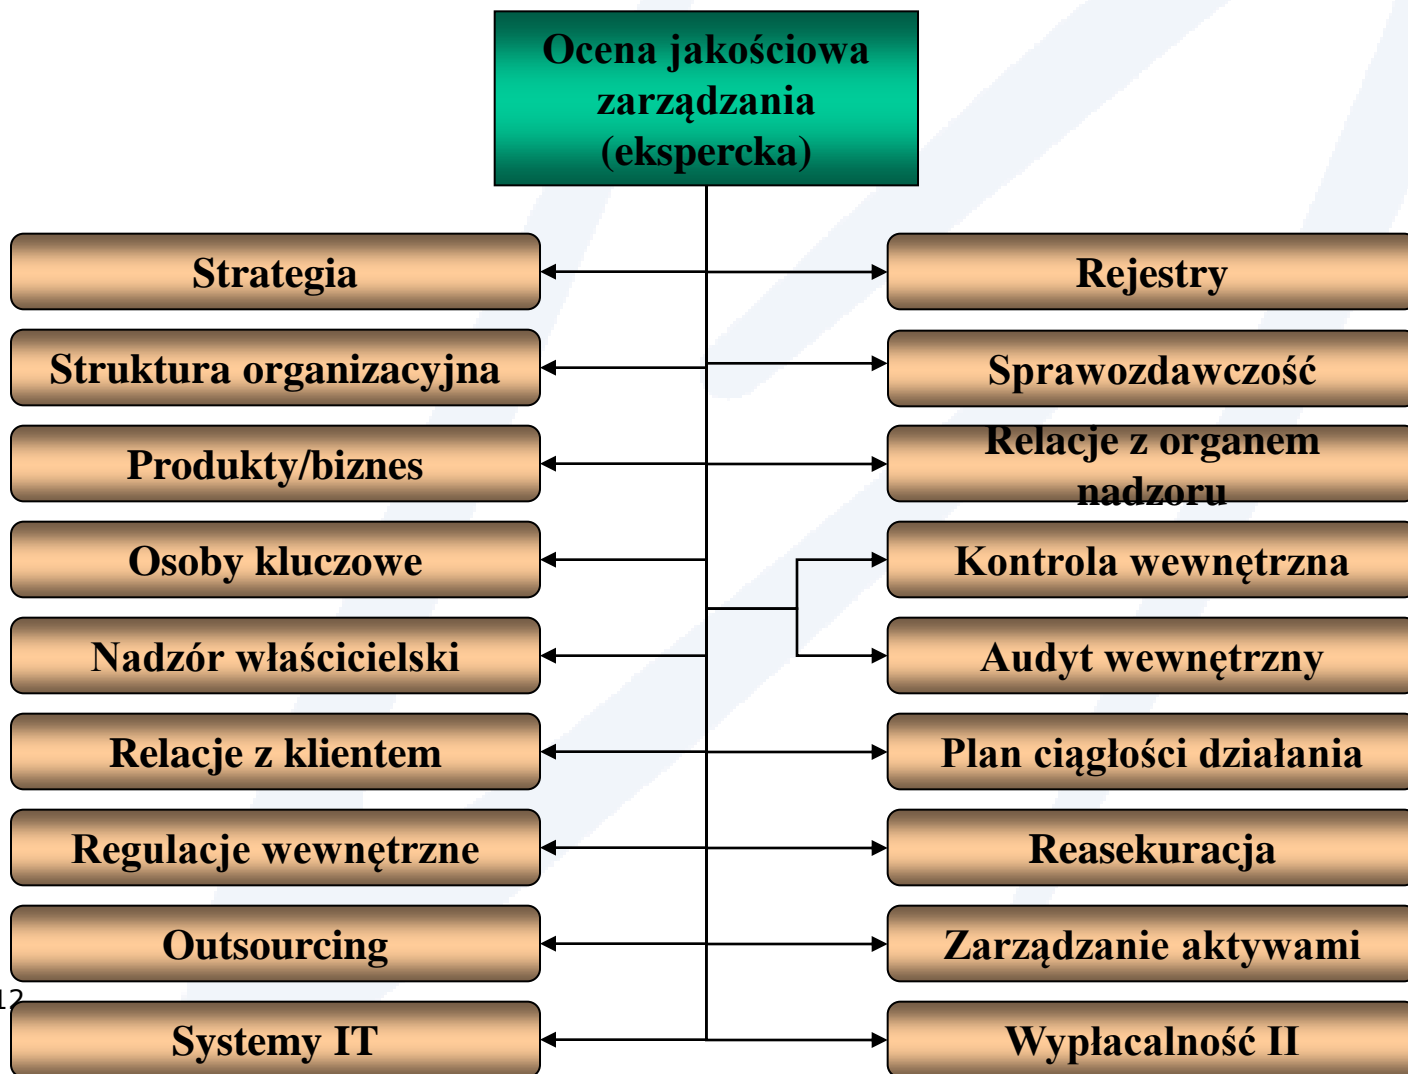 Ocena jakościowa
zarządzania
(ekspercka)
Strategia
Struktura organizacyjna
Produkty/biznes
Osoby kluczowe
Nadzór właścicielski
Relacje z klientem
Regulacje wewnętrzne
Outsourcing
Systemy IT
Rejestry
Sprawozdawczość
Relacje z organem
nadzoru
Kontrola wewnętrzna
Audyt wewnętrzny
Plan ciągłości działania
Reasekuracja
Zarządzanie aktywami
Wypłacalność II
12